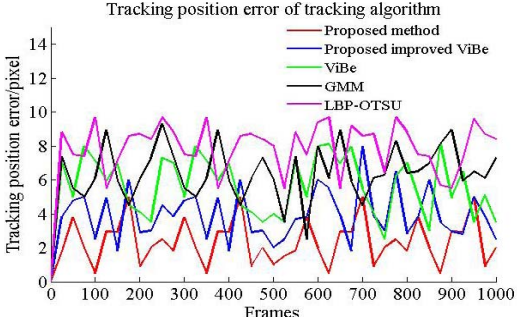 Tracking position error of tracking algorithm
Tracking position error/pixel
14
12
10
8
6
4
2
0
Proposed method
Proposed improved ViBe
ViBe
GMM
LBP-OTSU
0 100 200 300 400 500 600 700 800 900 1000
Frames